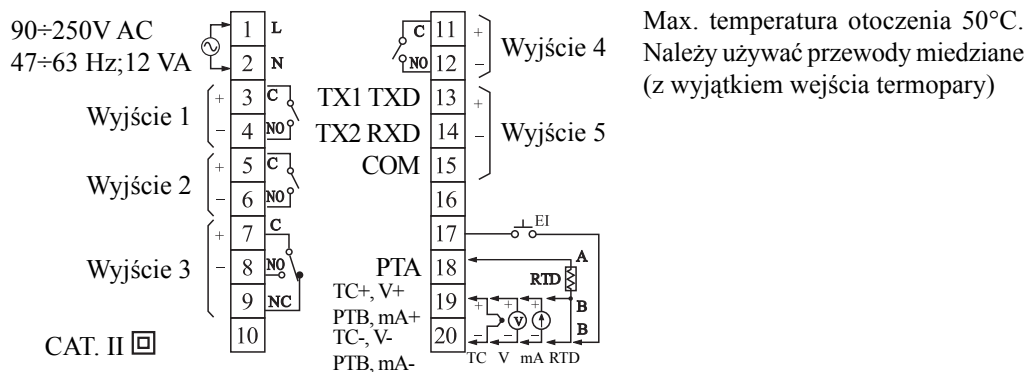 90÷250V AC
47÷63 Hz;12 VA
1 L
2 N
Wyjście 1
+ 3 C
– 4 NO
Wyjście 2
+ 5 C
– 6 NO
Wyjście 3
+ 7 C
– 8 NO
9 NC
10
CAT. II
11 C +
12 NO –
Wyjście 4
TX1 TXD 13 +
TX2 RXD 14 –
COM 15
Wyjście 5
16
17 EI
PTA 18 A
RTD
TC+, V+
PTB, mA+
19 + + + B
V
TC-, V-
PTB, mA-
20 – – – B
TC V mA RTD
Max. temperatura otoczenia 50°C.
Należy używać przewody miedziane
(z wyjątkiem wejścia termopary)